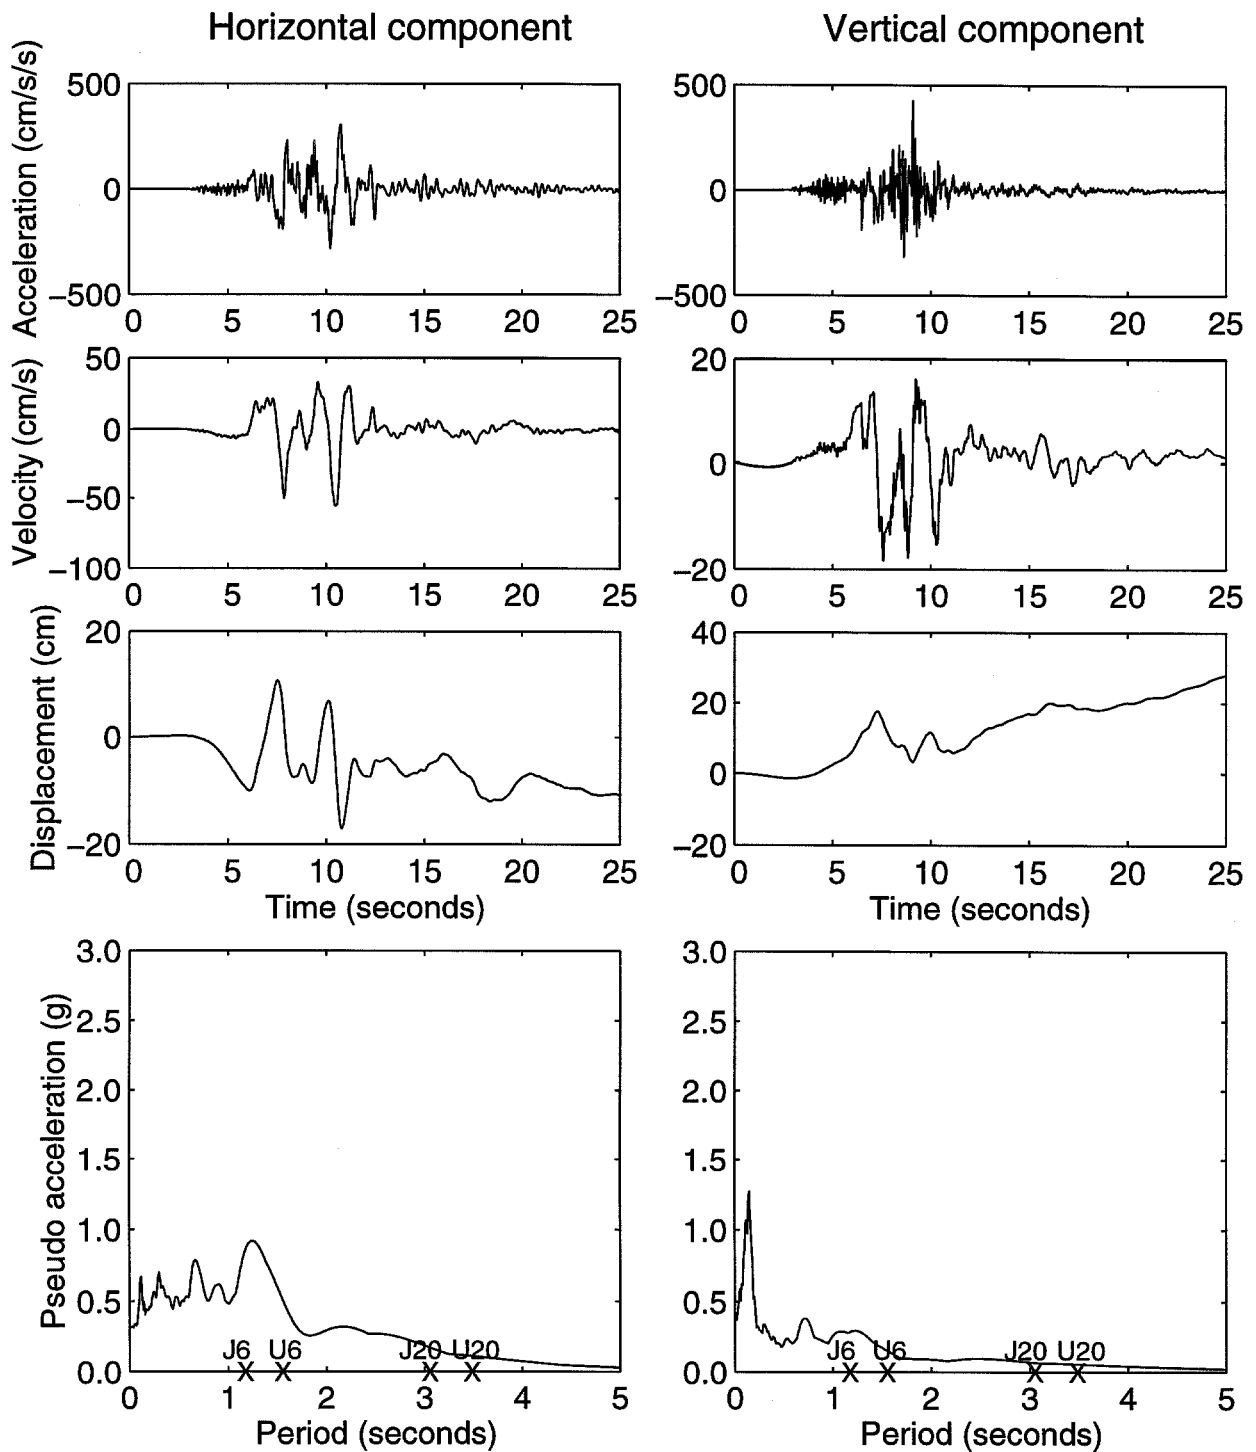 Horizontal component
Vertical component
Acceleration (cm/s/s)
500
0
−500
0 5 10 15 20 25
500
0
−500
0 5 10 15 20 25
Velocity (cm/s)
50
0
−50
−100
0 5 10 15 20 25
20
0
−20
0 5 10 15 20 25
Displacement (cm)
20
0
−20
0 5 10 15 20 25
Time (seconds)
40
20
0
−20
0 5 10 15 20 25
Time (seconds)
Pseudo acceleration (g)
3.0
2.5
2.0
1.5
1.0
0.5
0.0
J6 U6 J20 U20
0 1 2 3 4 5
Period (seconds)
3.0
2.5
2.0
1.5
1.0
0.5
0.0
J6 U6 J20 U20
0 1 2 3 4 5
Period (seconds)